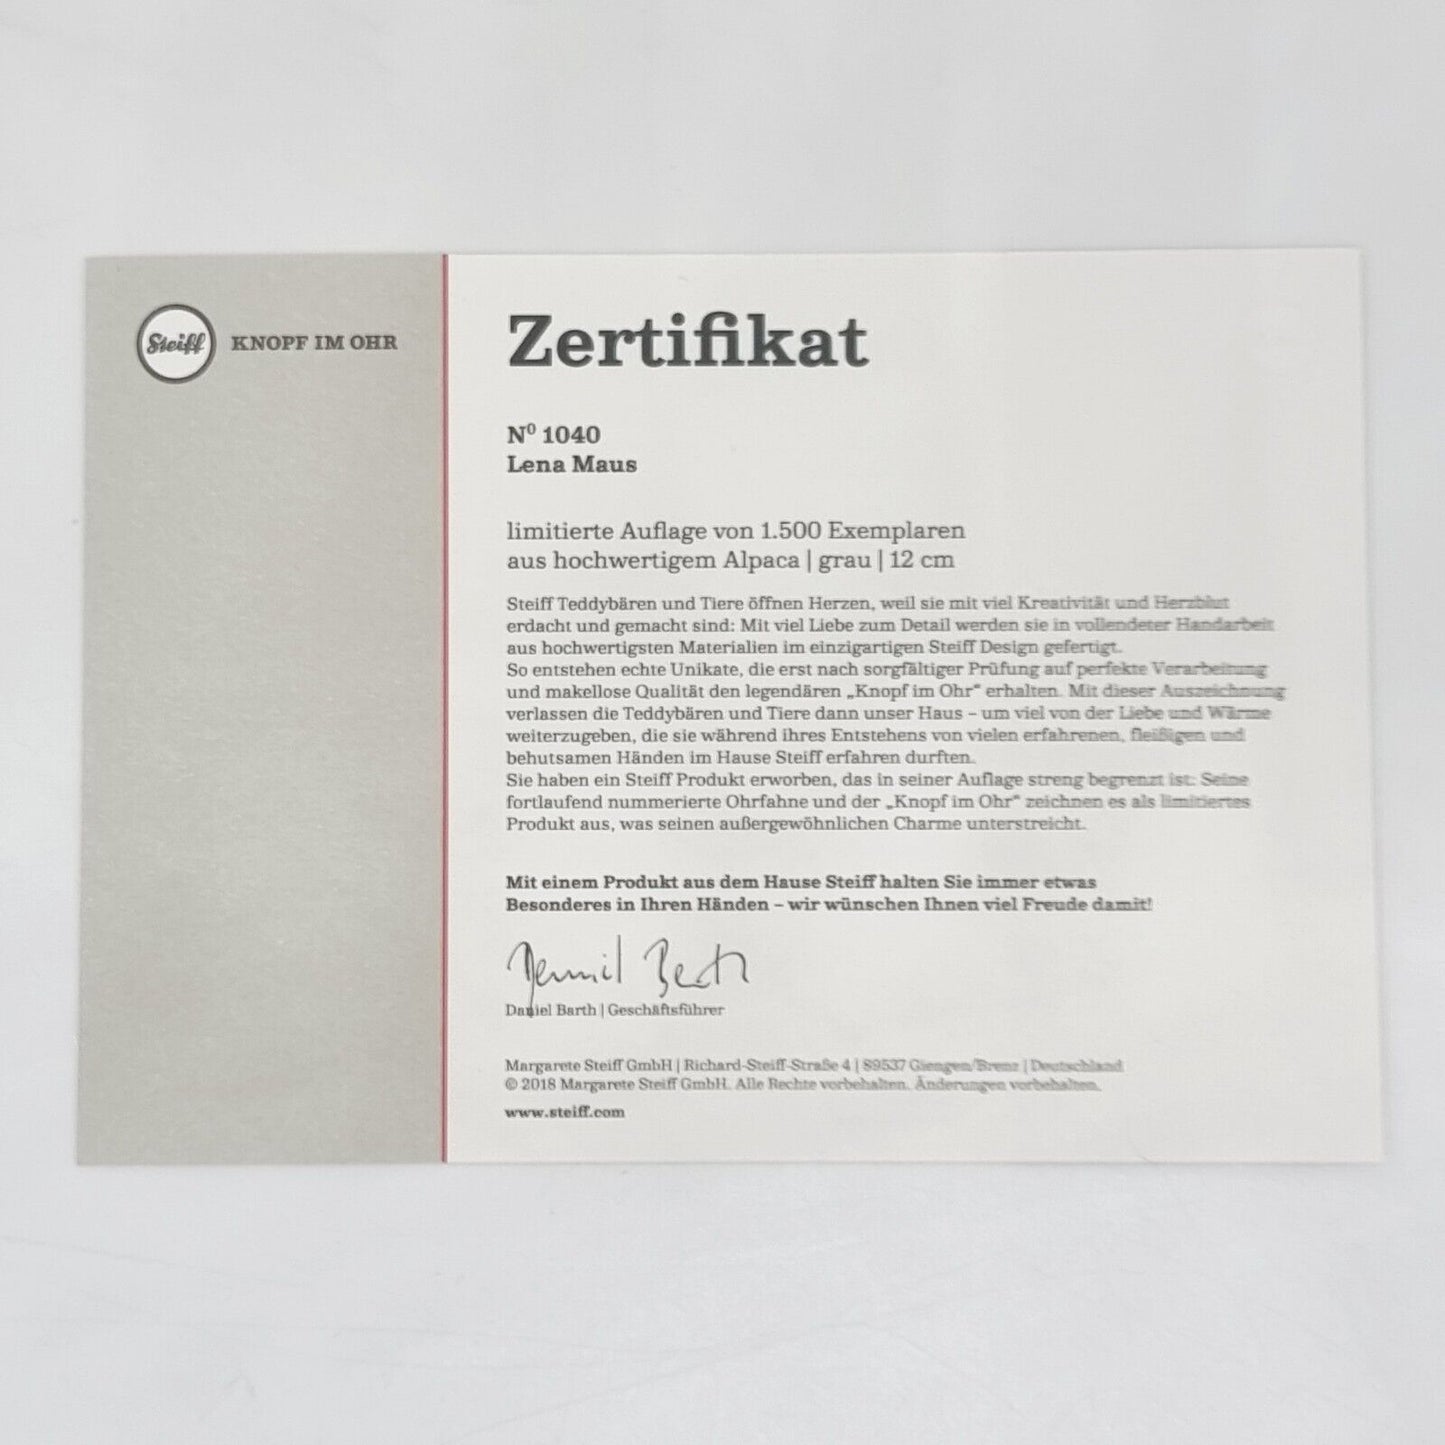 Steiff KNOPF IM OHR
Zertifikat
Nº 1040
Lena Maus
limitierte Auflage von 1.500 Exemplaren
aus hochwertigem Alpaca | grau | 12 cm
Steiff Teddybären und Tiere öffnen Herzen, weil sie mit viel Kreativität und Herzblut
erdacht und gemacht sind: Mit viel Liebe zum Detail werden sie in vollendeter Handarbeit
aus hochwertigsten Materialien im einzigartigen Steiff Design gefertigt.
So entstehen echte Unikate, die erst nach sorgfältiger Prüfung auf perfekte Verarbeitung
und makellose Qualität den legendären „Knopf im Ohr“ erhalten. Mit dieser Auszeichnung
verlassen die Teddybären und Tiere dann unser Haus – um viel von der Liebe und Wärme
weiterzugeben, die sie während ihres Entstehens von vielen erfahrenen, fleißigen und
behutsamen Händen im Hause Steiff erfahren durften.
Sie haben ein Steiff Produkt erworben, das in seiner Auflage streng begrenzt ist: Seine
fortlaufend nummerierte Ohrfahne und der „Knopf im Ohr“ zeichnen es als limitiertes
Produkt aus, was seinen außergewöhnlichen Charme unterstreicht.
Mit einem Produkt aus dem Hause Steiff halten Sie immer etwas
Besonderes in Ihren Händen – wir wünschen Ihnen viel Freude damit!
Daniel Barth
Daniel Barth | Geschäftsführer
Margarete Steiff GmbH | Richard-Steiff-Straße 4 | 89537 Giengen/Brenz | Deutschland
© 2018 Margarete Steiff GmbH. Alle Rechte vorbehalten. Änderungen vorbehalten.
www.steiff.com